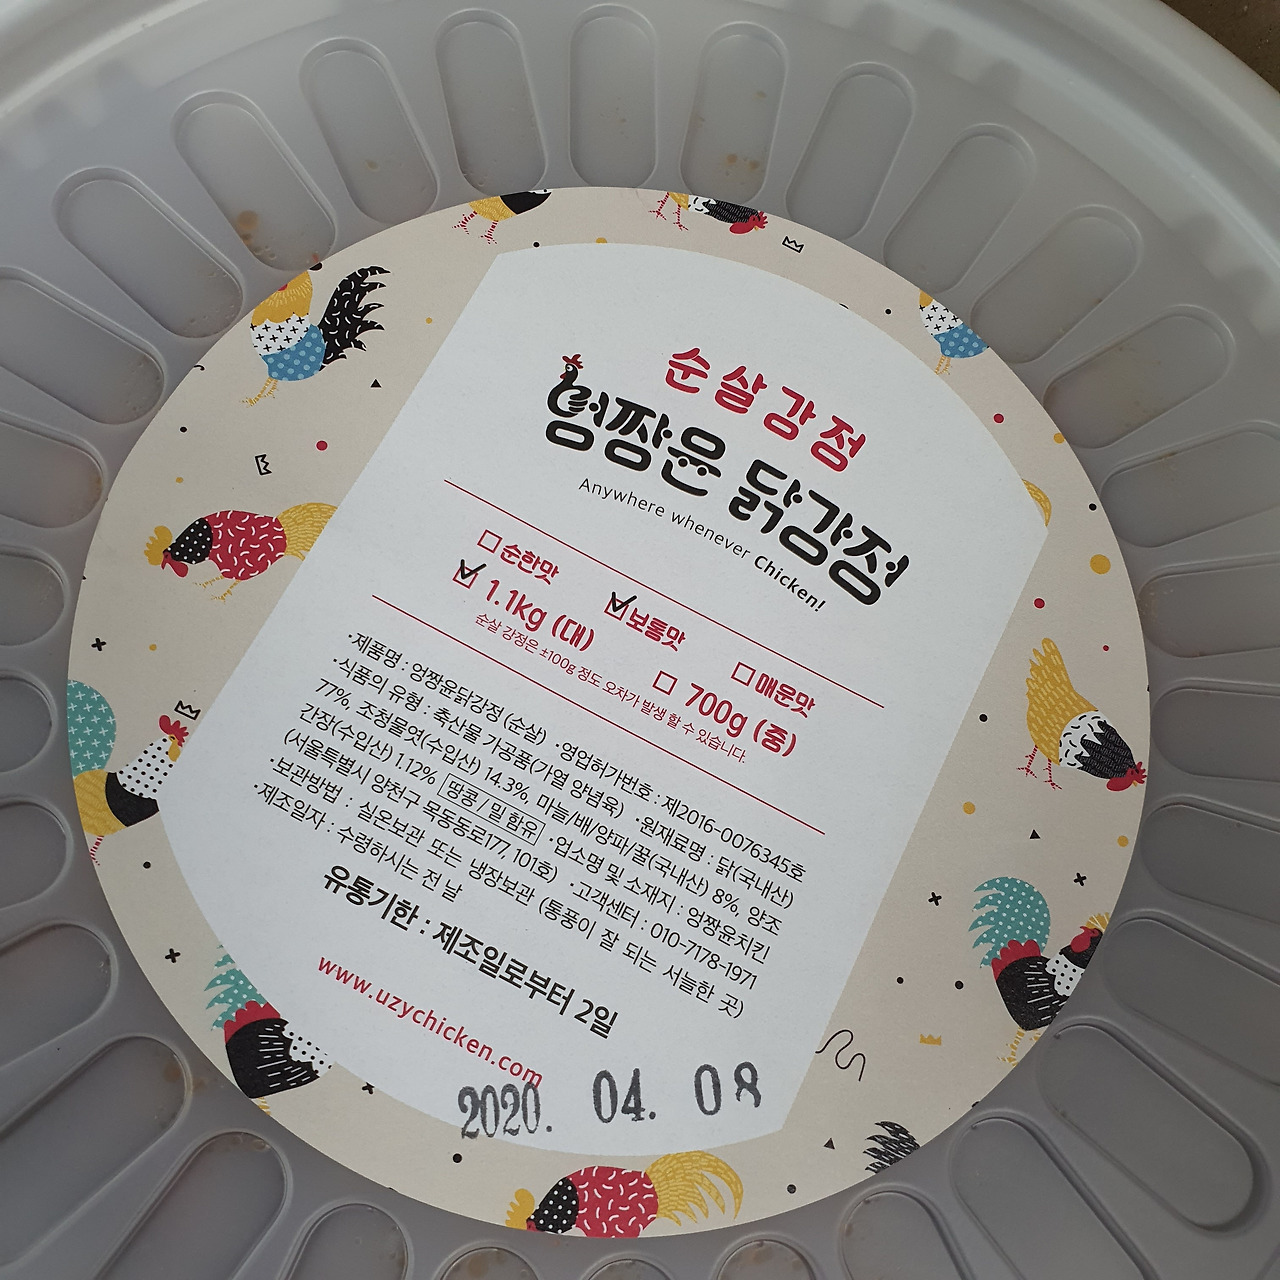 순살강정
엉짱윤 닭강정
Anywhere whenever Chicken!
순한맛 보통맛 매운맛
1.1kg (대) 700g (중)
순살 강정은 ±100g 정도 오차가 발생 할 수 있습니다.
·제품명 : 엉짱윤닭강정 (순살) ·영업허가번호 : 제2016-0076345호
·식품의 유형 : 축산물 가공품(가열 양념육) ·원재료명 : 닭(국내산)
77%, 조청물엿(수입산) 14.3%, 마늘/배/양파/꿀(국내산) 8%, 양조
간장(수입산) 1.12% 땅콩 / 밀 함유 ·업소명 및 소재지 : 엉짱윤치킨
(서울특별시 양천구 목동동로177, 101호) ·고객센터 : 010-7178-1971
·보관방법 : 실온보관 또는 냉장보관 (통풍이 잘 되는 서늘한 곳)
·제조일자 : 수령하시는 전 날
유통기한 : 제조일로부터 2일
www.uzychicken.com
2020. 04. 08